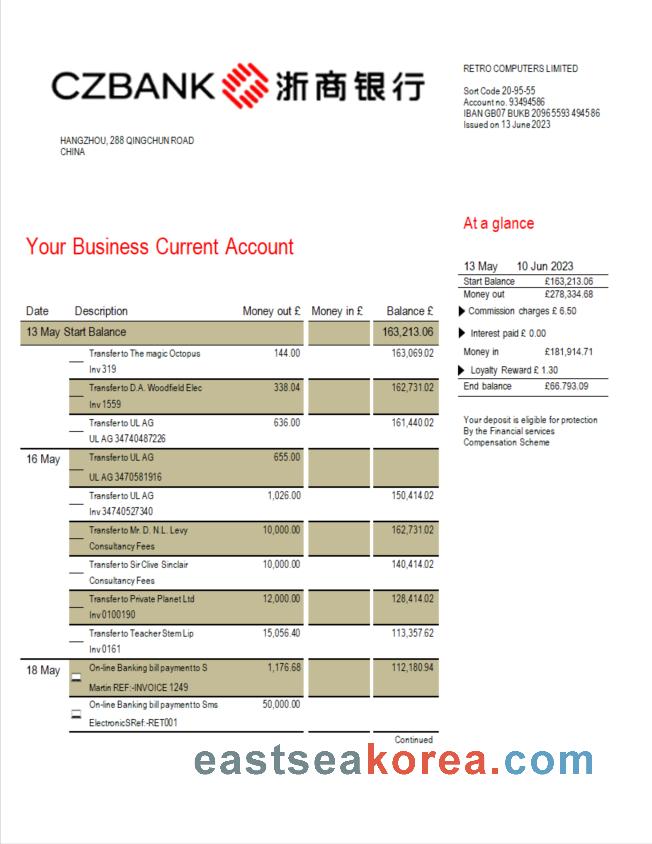 CZBANK 浙商银行
HANGZHOU, 288 QINGCHUN ROAD
CHINA
RETRO COMPUTERS LIMITED
Sort Code 20-95-55
Account no. 93494586
IBAN GB07 BUKB 2096 5593 494586
Issued on 13 June 2023
Your Business Current Account
At a glance
13 May 10 Jun 2023
Start Balance £163,213.06
Money out £278,334.68
Commission charges £ 6.50
Interest paid £ 0.00
Money in £181,914.71
Loyalty Reward £ 1.30
End balance £66.793.09
Your deposit is eligible for protection
By the Financial services
Compensation Scheme
Date Description Money out £ Money in £ Balance £
13 May Start Balance 163,213.06
Transfer to The magic Octopus 144.00 163,069.02
Inv 319
Transfer to D.A. Woodfield Elec 338.04 162,731.02
Inv 1559
Transfer to UL AG 636.00 161,440.02
UL AG 34740487226
16 May Transfer to UL AG 655.00
UL AG 3470581916
Transfer to UL AG 1,026.00 150,414.02
Inv 34740527340
Transfer to Mr. D. N.L. Levy 10,000.00 162,731.02
Consultancy Fees
Transfer to Sir Clive Sinclair 10,000.00 140,414.02
Consultancy Fees
Transfer to Private Planet Ltd 12,000.00 128,414.02
Inv 0100190
Transfer to Teacher Stem Lip 15,056.40 113,357.62
Inv 0161
18 May On-line Banking bill payment to S 1,176.68 112,180.94
Martin REF:-INVOICE 1249
On-line Banking bill payment to Sms 50,000.00
ElectronicSRef:-RET001
Continued
eastseakorea.com